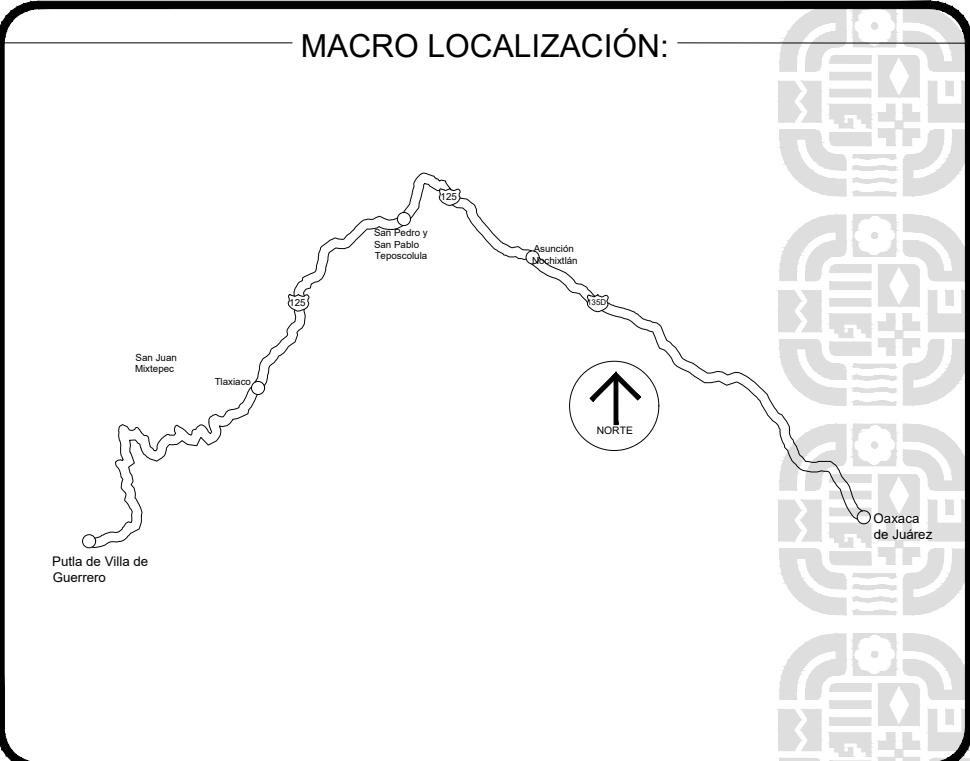 MACRO LOCALIZACIÓN:
125
San Pedro y
San Pablo
Teposcolula
Asunción
Nochixtlán
125
135D
San Juan
Mixtepec
Tlaxiaco
NORTE
Oaxaca
de Juárez
Putla de Villa de
Guerrero